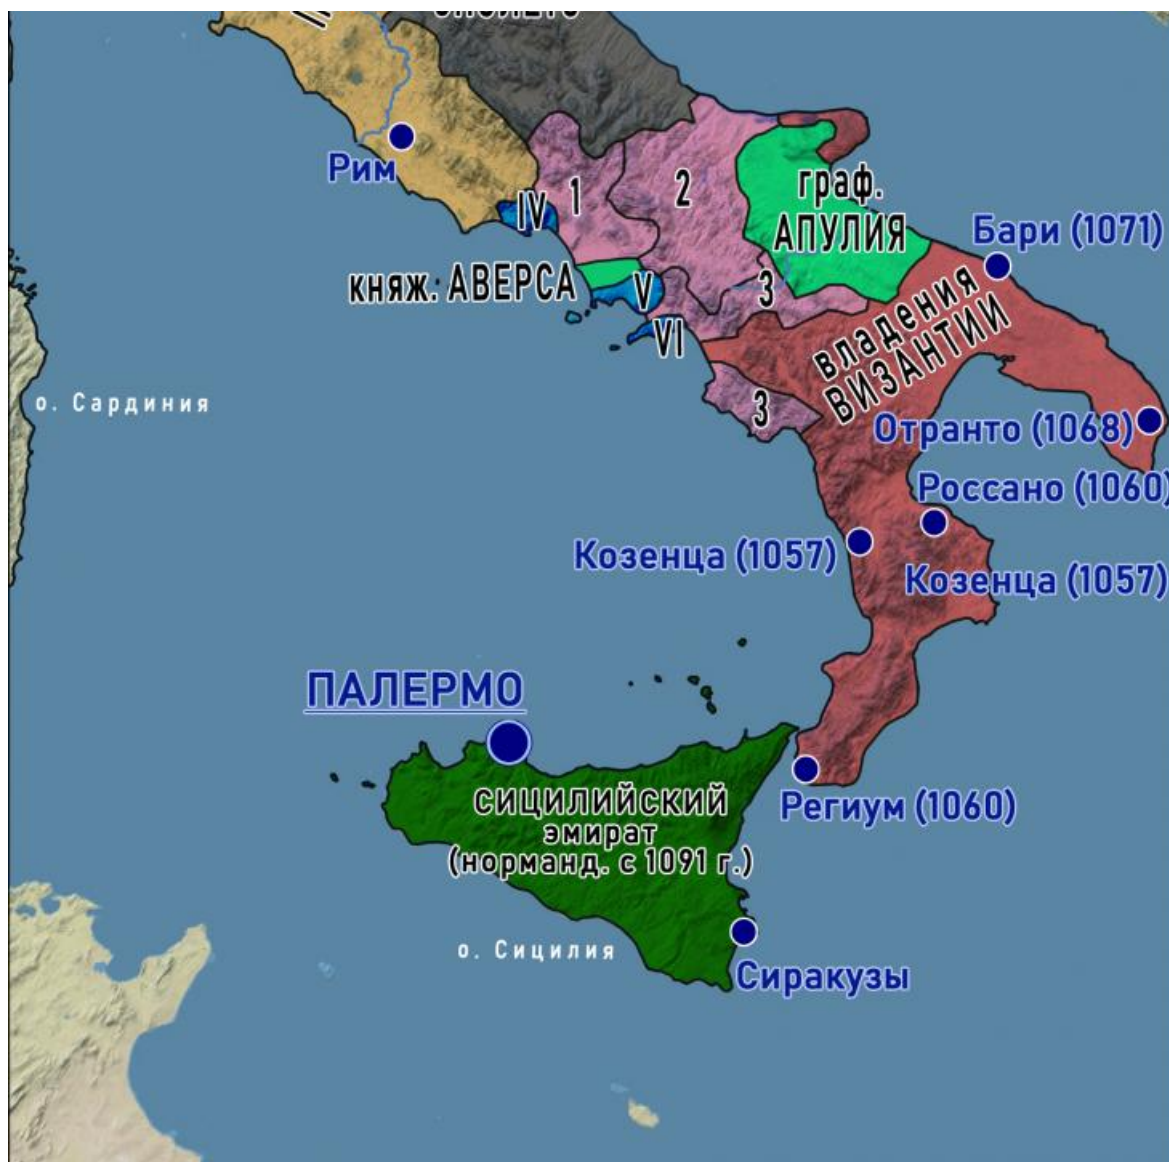 Рим
IV
1
2
граф.
АПУЛИЯ
Бари (1071)
княж. АВЕРСА
V
3
VI
владения
ВИЗАНТИИ
3
о. Сардиния
Отранто (1068)
Россано (1060)
Козенца (1057)
Козенца (1057)
ПАЛЕРМО
СИЦИЛИЙСКИЙ
эмират
(норманд. с 1091 г.)
Региум (1060)
о. Сицилия
Сиракузы